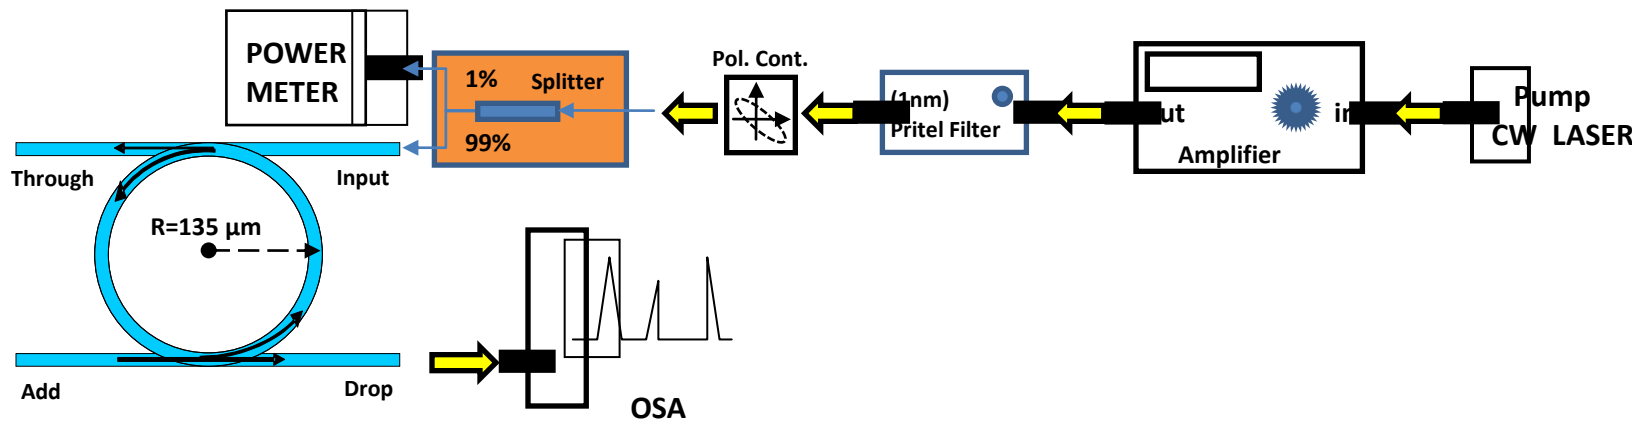 POWER
METER
1%
Splitter
99%
Pol. Cont.
(1nm)
Pritel Filter
ut
in
Amplifier
Pump
CW LASER
Through
Input
R=135 µm
Add
Drop
OSA